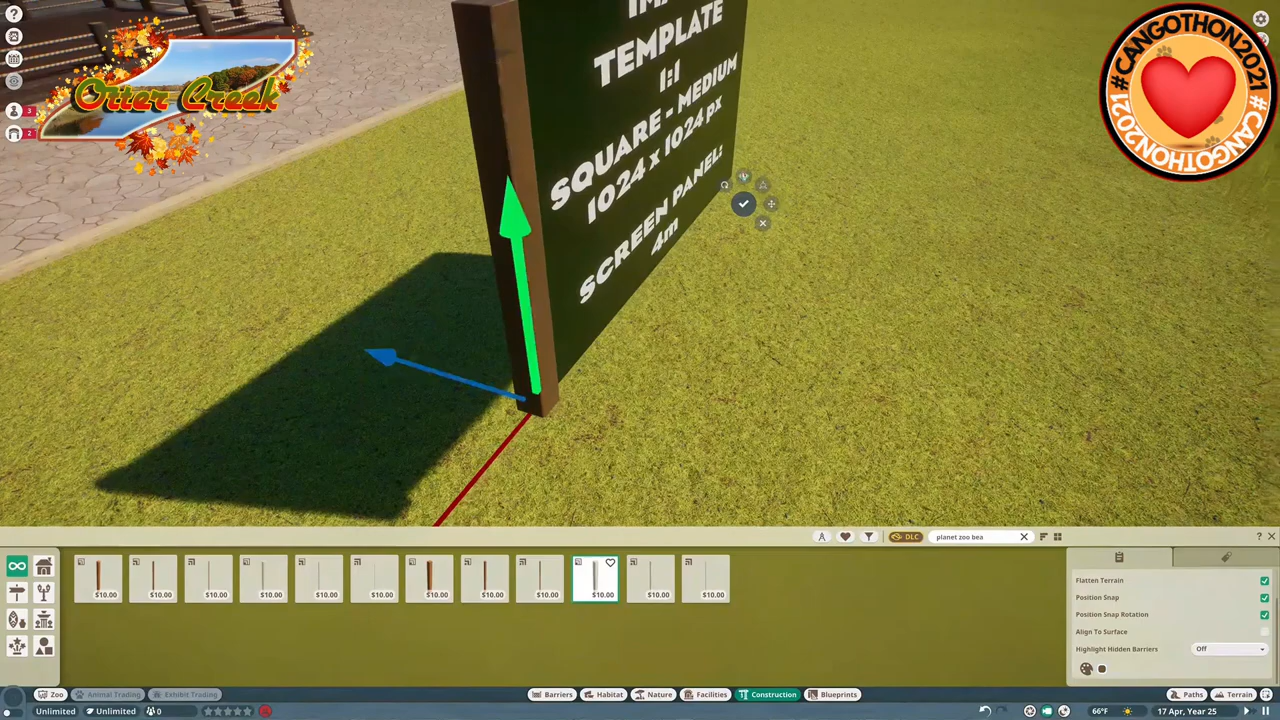 Otter Creek
#CANGOTHON2021
#CANGOTHON2021
3
2
TEMPLATE
1:1
SQUARE - MEDIUM
1024 x 1024 px
SCREEN PANEL:
4m
DLC
planet zoo bea
?
$10.00 $10.00 $10.00 $10.00 $10.00 $10.00 $10.00 $10.00 $10.00 $10.00 $10.00 $10.00
Flatten Terrain
Position Snap
Position Snap Rotation
Align To Surface
Highlight Hidden Barriers Off
Zoo Animal Trading Exhibit Trading Barriers Habitat Nature Facilities Construction Blueprints Paths Terrain
Unlimited Unlimited 0 66°F 17 Apr, Year 25